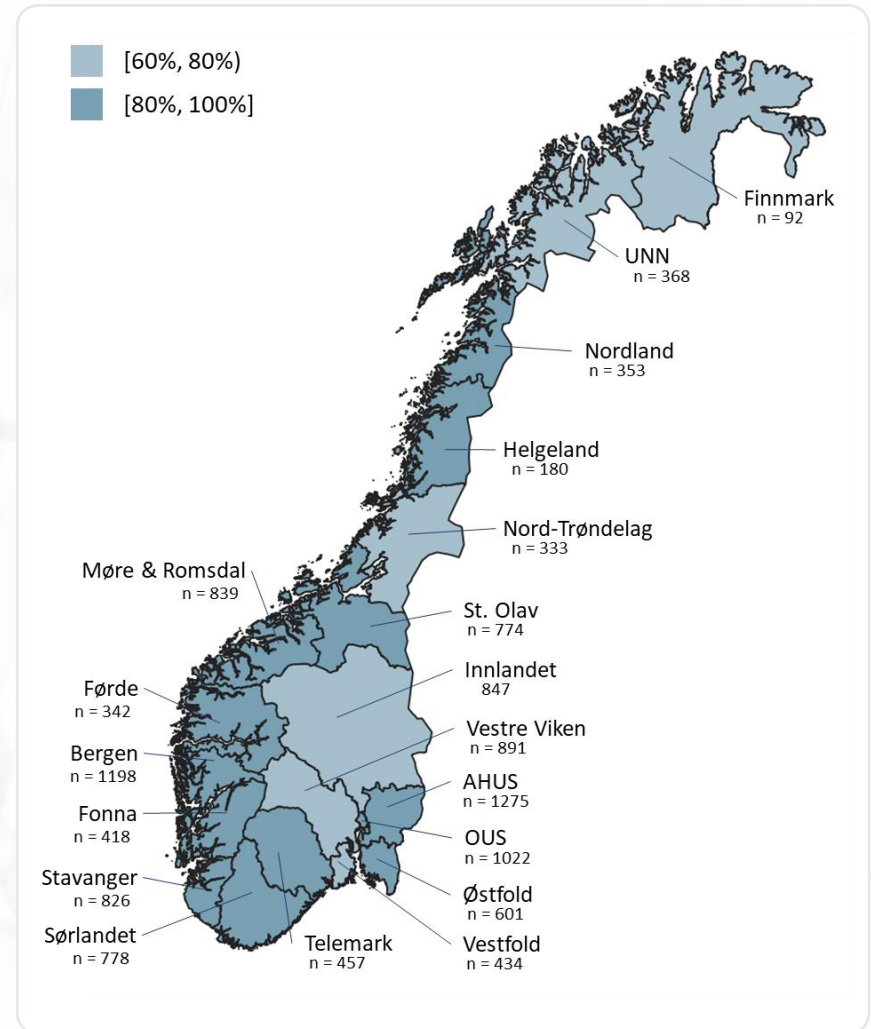 [60%, 80%)
[80%, 100%]
Finnmark
n = 92
UNN
n = 368
Nordland
n = 353
Helgeland
n = 180
Nord-Trøndelag
n = 333
Møre & Romsdal
n = 839
St. Olav
n = 774
Innlandet
847
Førde
n = 342
Vestre Viken
n = 891
Bergen
n = 1198
AHUS
n = 1275
Fonna
n = 418
OUS
n = 1022
Stavanger
n = 826
Østfold
n = 601
Sørlandet
n = 778
Telemark
n = 457
Vestfold
n = 434